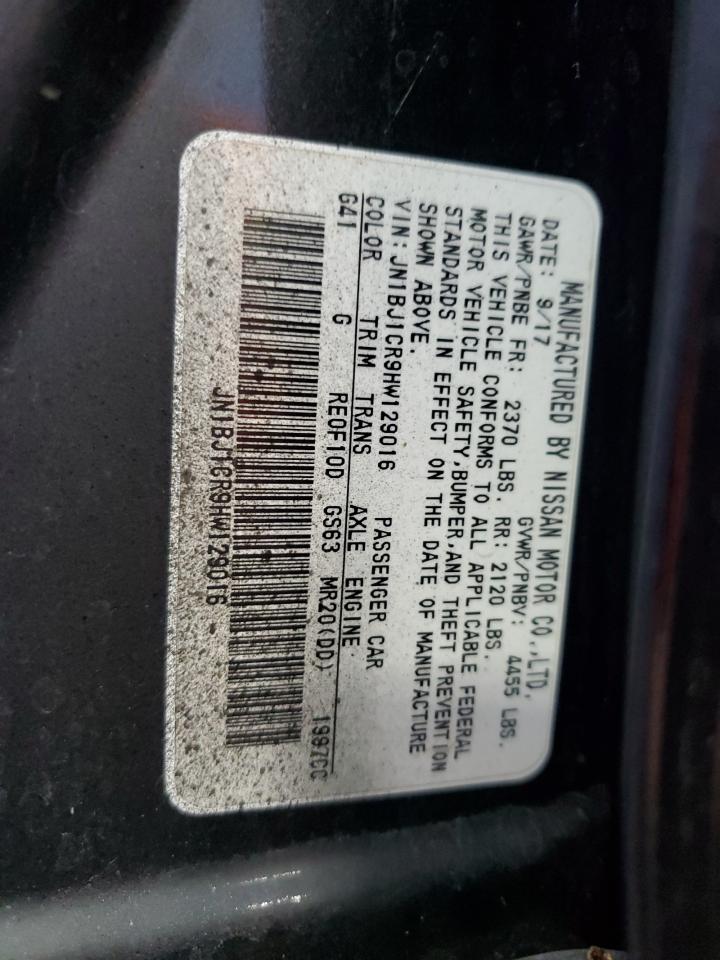 MANUFACTURED BY NISSAN MOTOR CO.,LTD.
DATE: 9/17 GVWR/PNBV: 4455 LBS.
GAWR/PNBE FR: 2370 LBS. RR: 2120 LBS.
THIS VEHICLE CONFORMS TO ALL APPLICABLE FEDERAL
MOTOR VEHICLE SAFETY,BUMPER,AND THEFT PREVENTION
STANDARDS IN EFFECT ON THE DATE OF MANUFACTURE
SHOWN ABOVE.
VIN:JN1BJ1CR9HW129016 PASSENGER CAR
COLOR TRIM TRANS AXLE ENGINE
G41 G RE0F10D GS63 MR20(DD) 1997CC
JN1BJ1CR9HW129016